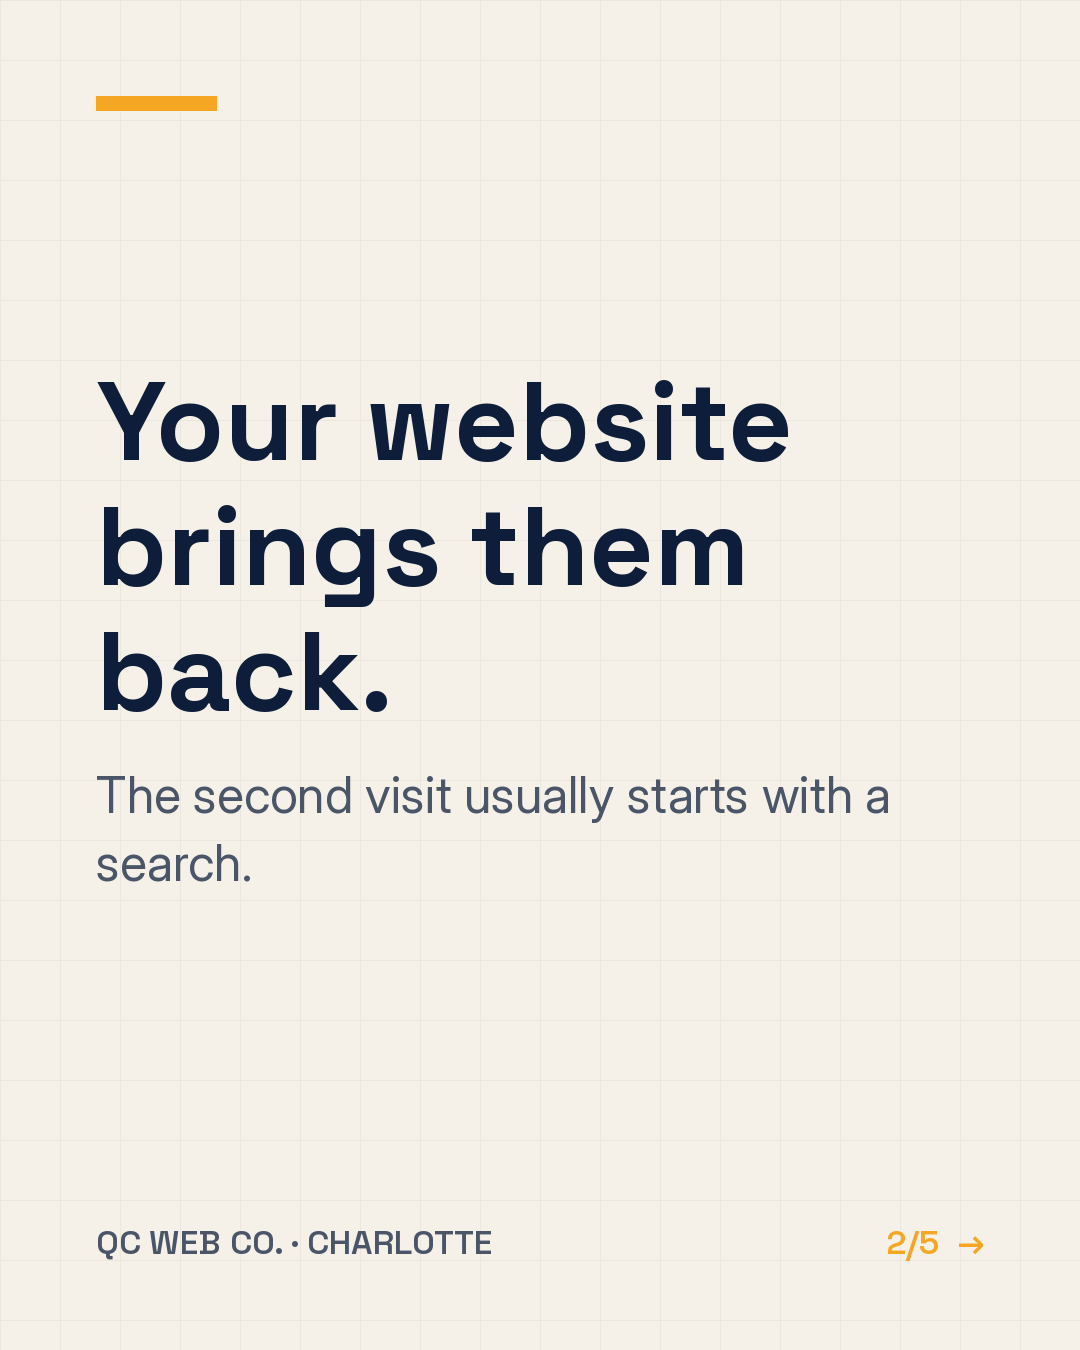 Your website
brings them
back.
The second visit usually starts with a
search.
QC WEB CO. · CHARLOTTE
2/5 →